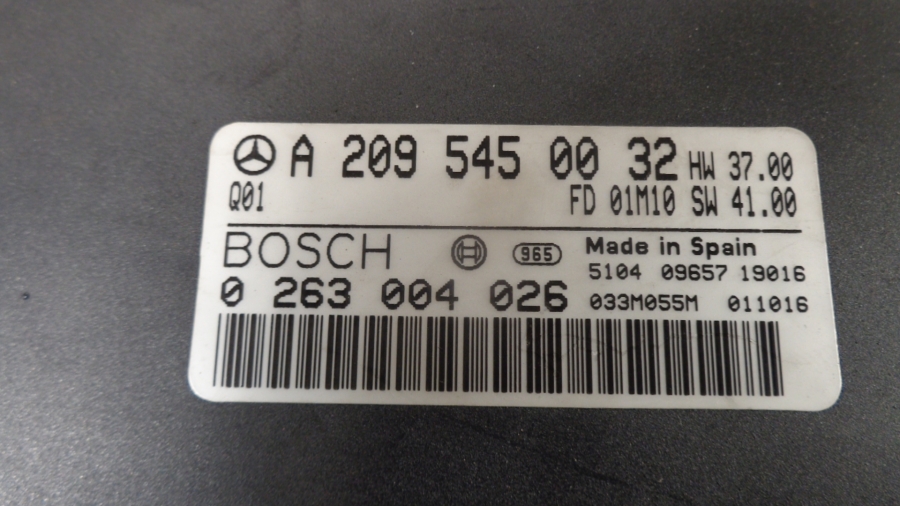 A 209 545 00 32 HW 37.00
Q01 FD 01M10 SW 41.00
BOSCH 965 Made in Spain
5104 09657 19016
0 263 004 026 033M055M 011016